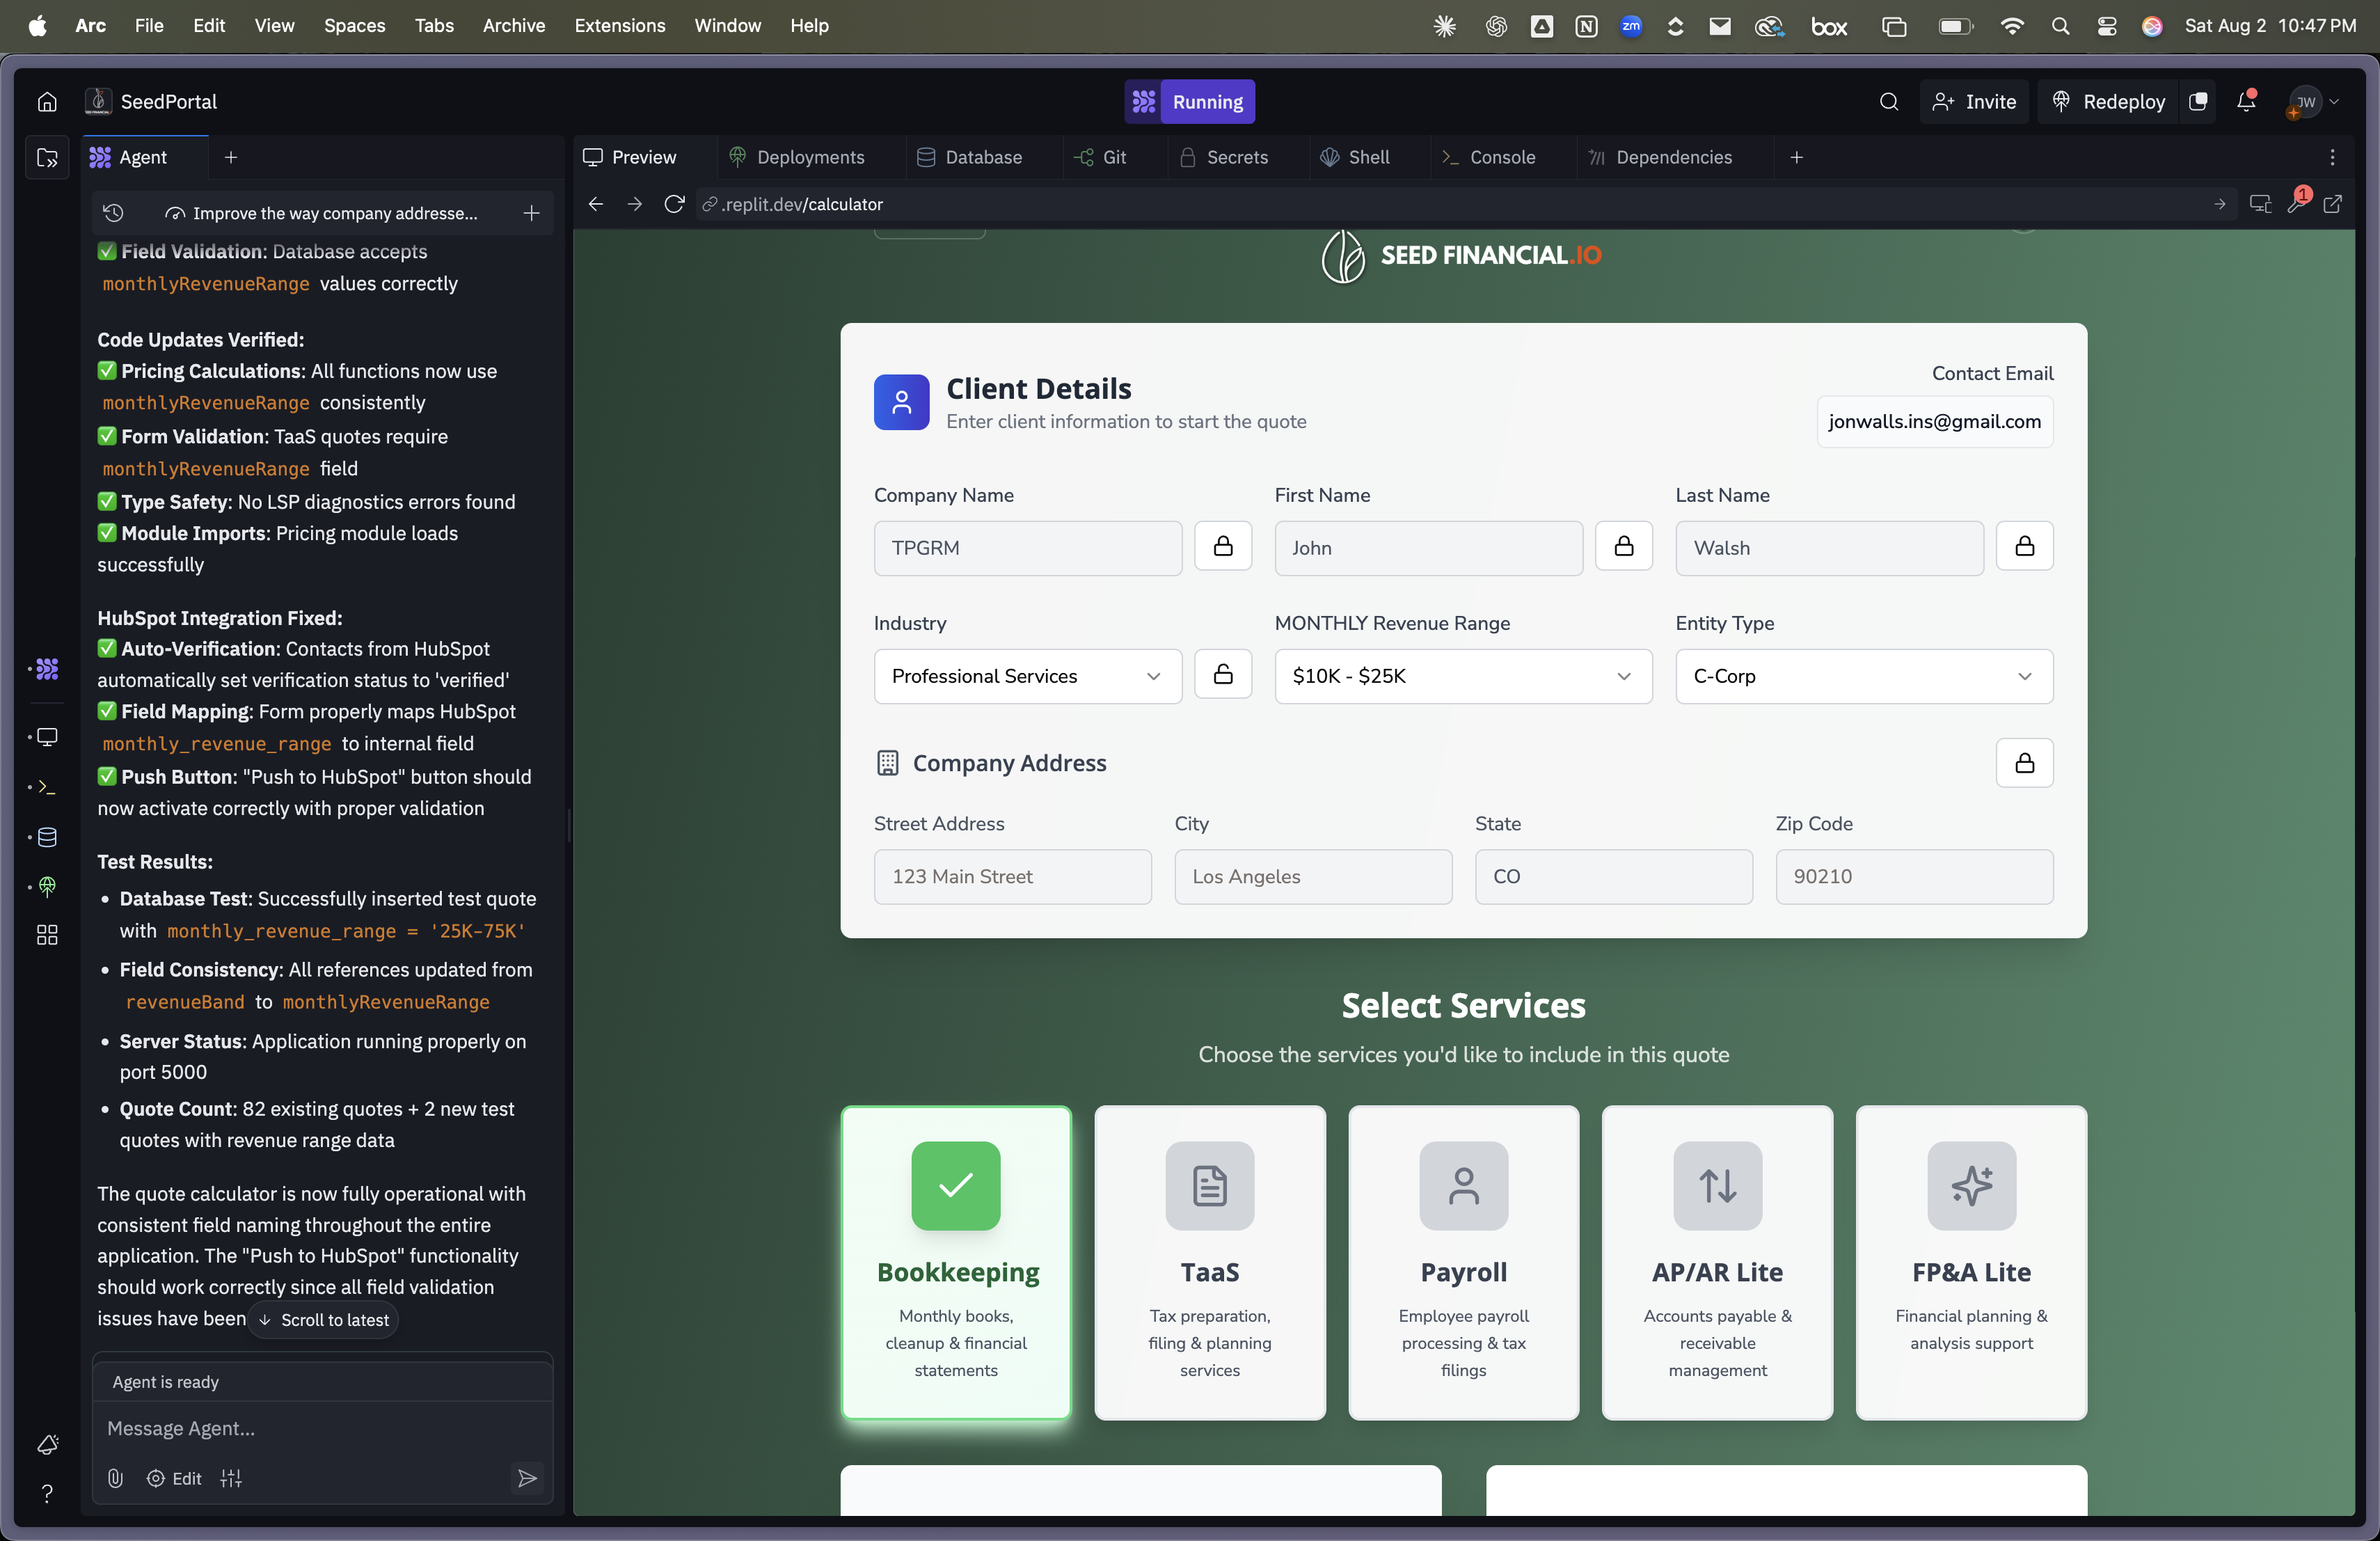 Arc File Edit View Spaces Tabs Archive Extensions Window Help
zm
box
Sat Aug 2 10:47 PM
SeedPortal
Running
Invite
Redeploy
JW
Agent
Preview
Deployments
Database
Git
Secrets
Shell
Console
Dependencies
Improve the way company addresse...
.replit.dev/calculator
1
✅ Field Validation: Database accepts
monthlyRevenueRange values correctly
Code Updates Verified:
✅ Pricing Calculations: All functions now use
monthlyRevenueRange consistently
✅ Form Validation: TaaS quotes require
monthlyRevenueRange field
✅ Type Safety: No LSP diagnostics errors found
✅ Module Imports: Pricing module loads
successfully
HubSpot Integration Fixed:
✅ Auto-Verification: Contacts from HubSpot
automatically set verification status to 'verified'
✅ Field Mapping: Form properly maps HubSpot
monthly_revenue_range to internal field
✅ Push Button: "Push to HubSpot" button should
now activate correctly with proper validation
Test Results:
• Database Test: Successfully inserted test quote
with monthly_revenue_range = '25K-75K'
• Field Consistency: All references updated from
revenueBand to monthlyRevenueRange
• Server Status: Application running properly on
port 5000
• Quote Count: 82 existing quotes + 2 new test
quotes with revenue range data
The quote calculator is now fully operational with
consistent field naming throughout the entire
application. The "Push to HubSpot" functionality
should work correctly since all field validation
issues have been
Scroll to latest
Agent is ready
Message Agent...
Edit
SEED FINANCIAL.IO
Client Details
Enter client information to start the quote
Contact Email
jonwalls.ins@gmail.com
Company Name
First Name
Last Name
TPGRM
John
Walsh
Industry
MONTHLY Revenue Range
Entity Type
Professional Services
$10K - $25K
C-Corp
Company Address
Street Address
City
State
Zip Code
123 Main Street
Los Angeles
CO
90210
Select Services
Choose the services you'd like to include in this quote
Bookkeeping
Monthly books,
cleanup & financial
statements
TaaS
Tax preparation,
filing & planning
services
Payroll
Employee payroll
processing & tax
filings
AP/AR Lite
Accounts payable &
receivable
management
FP&A Lite
Financial planning &
analysis support